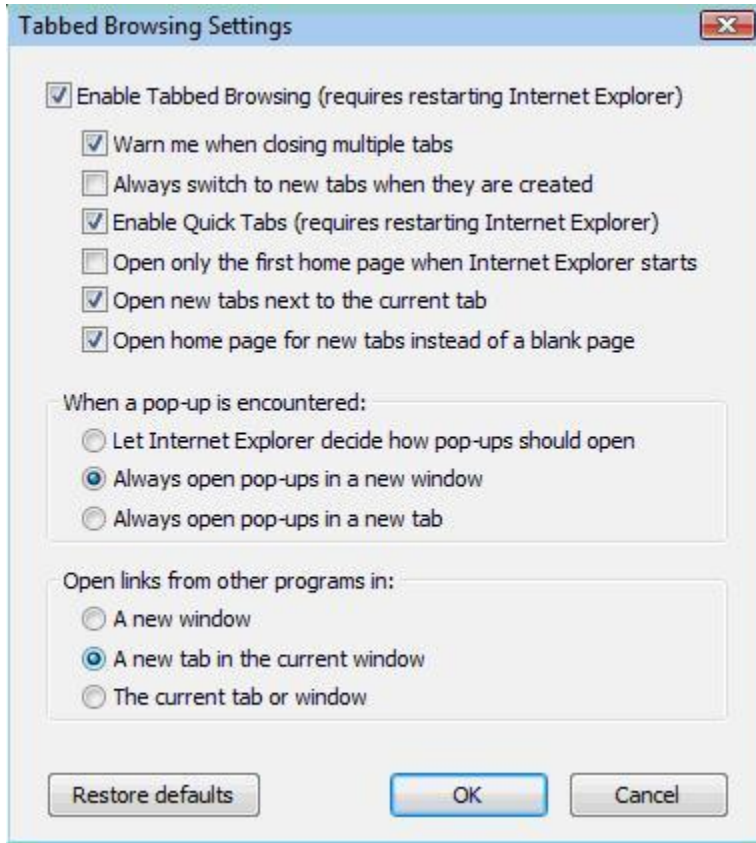 Tabbed Browsing Settings
Enable Tabbed Browsing (requires restarting Internet Explorer)
Warn me when closing multiple tabs
Always switch to new tabs when they are created
Enable Quick Tabs (requires restarting Internet Explorer)
Open only the first home page when Internet Explorer starts
Open new tabs next to the current tab
Open home page for new tabs instead of a blank page
When a pop-up is encountered:
Let Internet Explorer decide how pop-ups should open
Always open pop-ups in a new window
Always open pop-ups in a new tab
Open links from other programs in:
A new window
A new tab in the current window
The current tab or window
Restore defaults OK Cancel